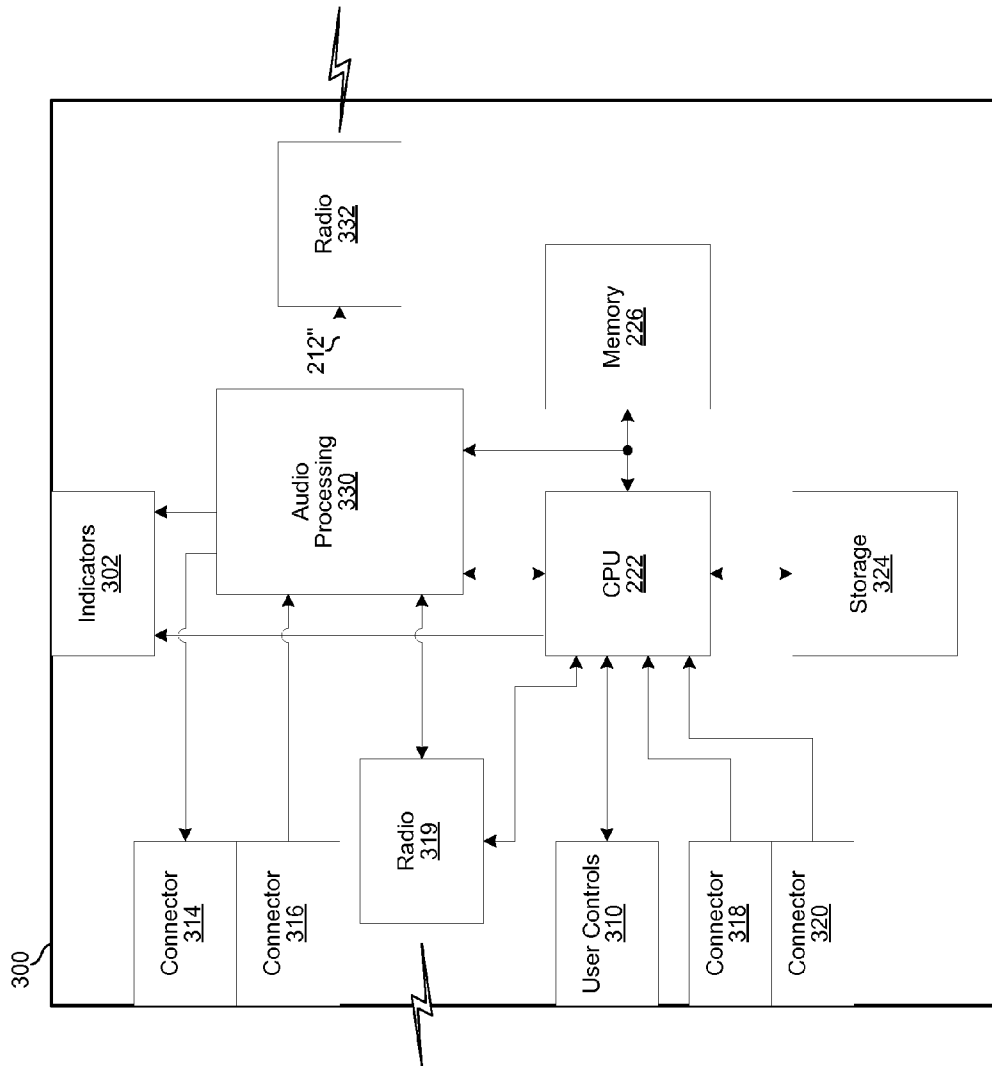 300
Connector
314
Connector
316
Radio
319
User Controls
310
Connector
318
Connector
320
Indicators
302
Audio
Processing
330
CPU
222
Storage
324
212"
Memory
226
Radio
332